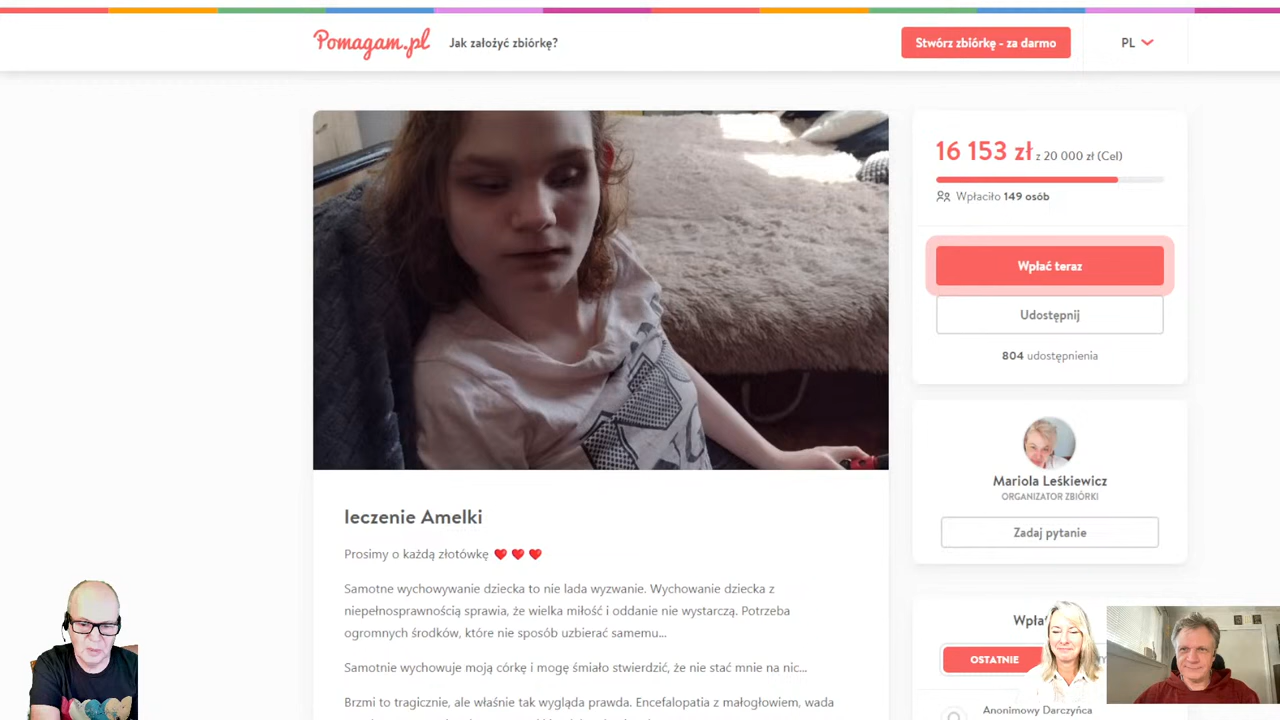 Pomagam.pl
Jak założyć zbiórkę?
Stwórz zbiórkę - za darmo
PL
16 153 zł z 20 000 zł (Cel)
Wpłaciło 149 osób
Wpłać teraz
Udostępnij
804 udostępnienia
Mariola Leśkiewicz
ORGANIZATOR ZBIÓRKI
Zadaj pytanie
leczenie Amelki
Prosimy o każdą złotówkę ❤️ ❤️ ❤️
Samotne wychowywanie dziecka to nie lada wyzwanie. Wychowanie dziecka z
niepełnosprawnością sprawia, że wielka miłość i oddanie nie wystarczą. Potrzeba
ogromnych środków, które nie sposób uzbierać samemu...
Samotnie wychowuje moją córkę i mogę śmiało stwierdzić, że nie stać mnie na nic...
Brzmi to tragicznie, ale właśnie tak wygląda prawda. Encefalopatia z małogłowiem, wada
OSTATNIE
Anonimowy Darczyńca